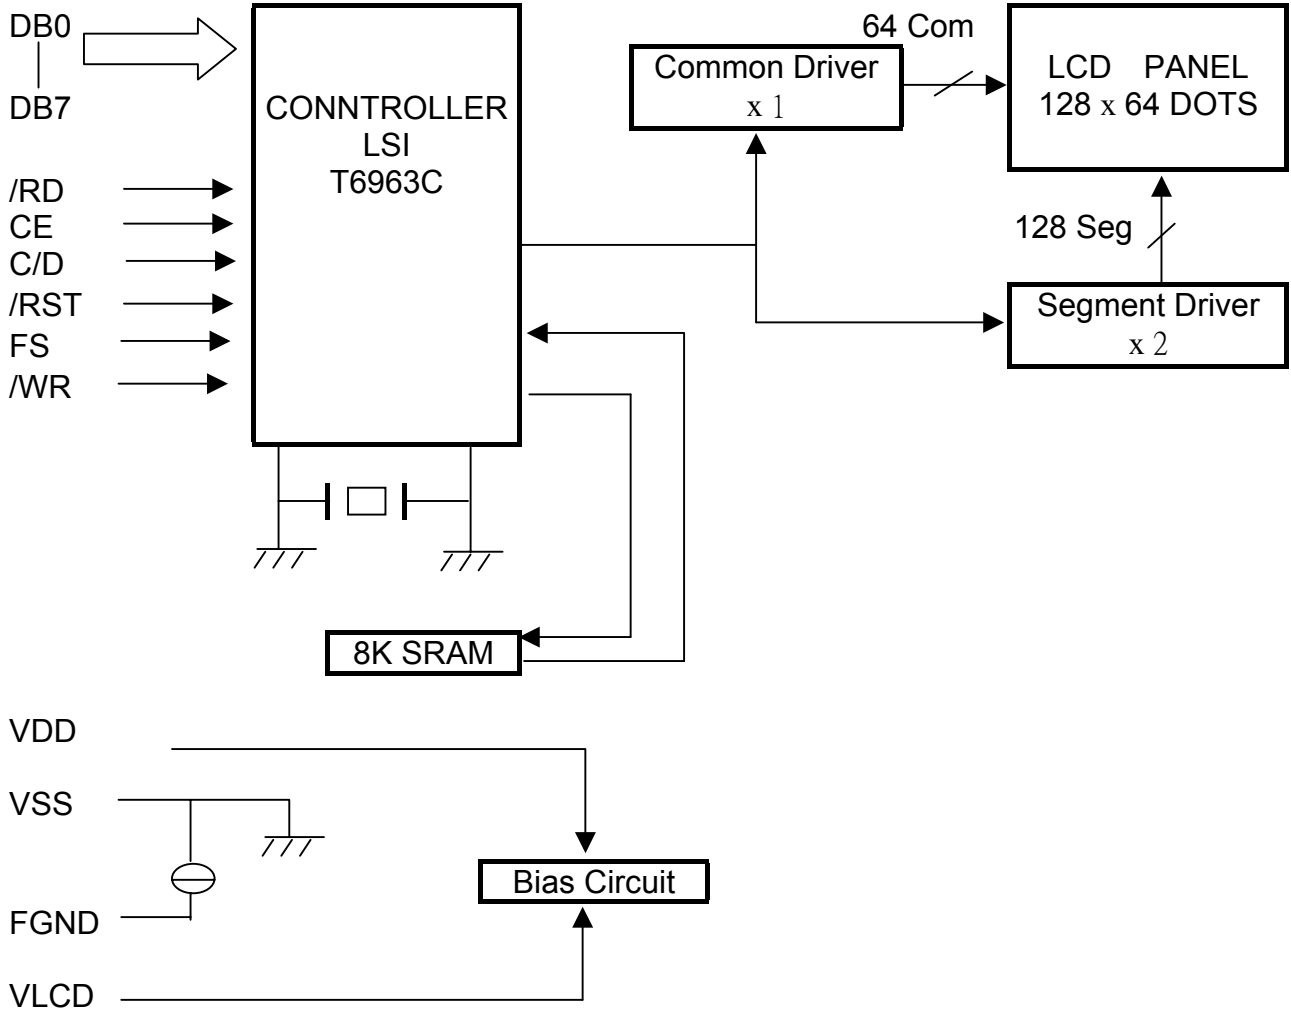 DB0
DB7
/RD
CE
C/D
/RST
FS
/WR
CONNTROLLER
LSI
T6963C
64 Com
Common Driver
x 1
LCD PANEL
128 x 64 DOTS
128 Seg
Segment Driver
x 2
8K SRAM
VDD
VSS
FGND
VLCD
Bias Circuit